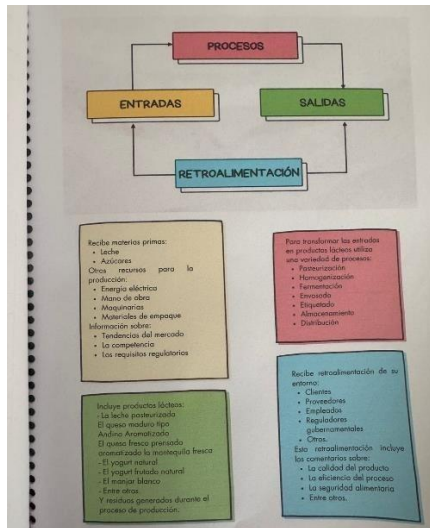 PROCESOS
ENTRADAS
SALIDAS
RETROALIMENTACIÓN
Recibe materias primas:
• Leche
• Azúcares
Otros recursos para la
producción:
• Energía eléctrica
• Mano de obra
• Maquinarias
• Materiales de empaque
Información sobre:
• Tendencias del mercado
• La competencia
• Los requisitos regulatorios
Para transformar las entradas
en productos lácteos utiliza
una variedad de procesos:
• Pasteurización
• Homogenización
• Fermentación
• Envasado
• Etiquetado
• Almacenamiento
• Distribución
Incluye productos lácteos:
- La leche pasteurizada
El queso maduro tipo
Andino Aromatizado
El queso fresco prensado
aromatizado la mantequilla fresca
- El yogurt natural
- El yogurt frutado natural
- El manjar blanco
- Entre otros
Y residuos generados durante el
proceso de producción.
Recibe retroalimentación de su
entorno:
• Clientes
• Proveedores
• Empleados
• Reguladores
gubernamentales
• Otros.
Esta retroalimentación incluye
los comentarios sobre:
• La calidad del producto
• La eficiencia del proceso
• La seguridad alimentaria
• Entre otros.